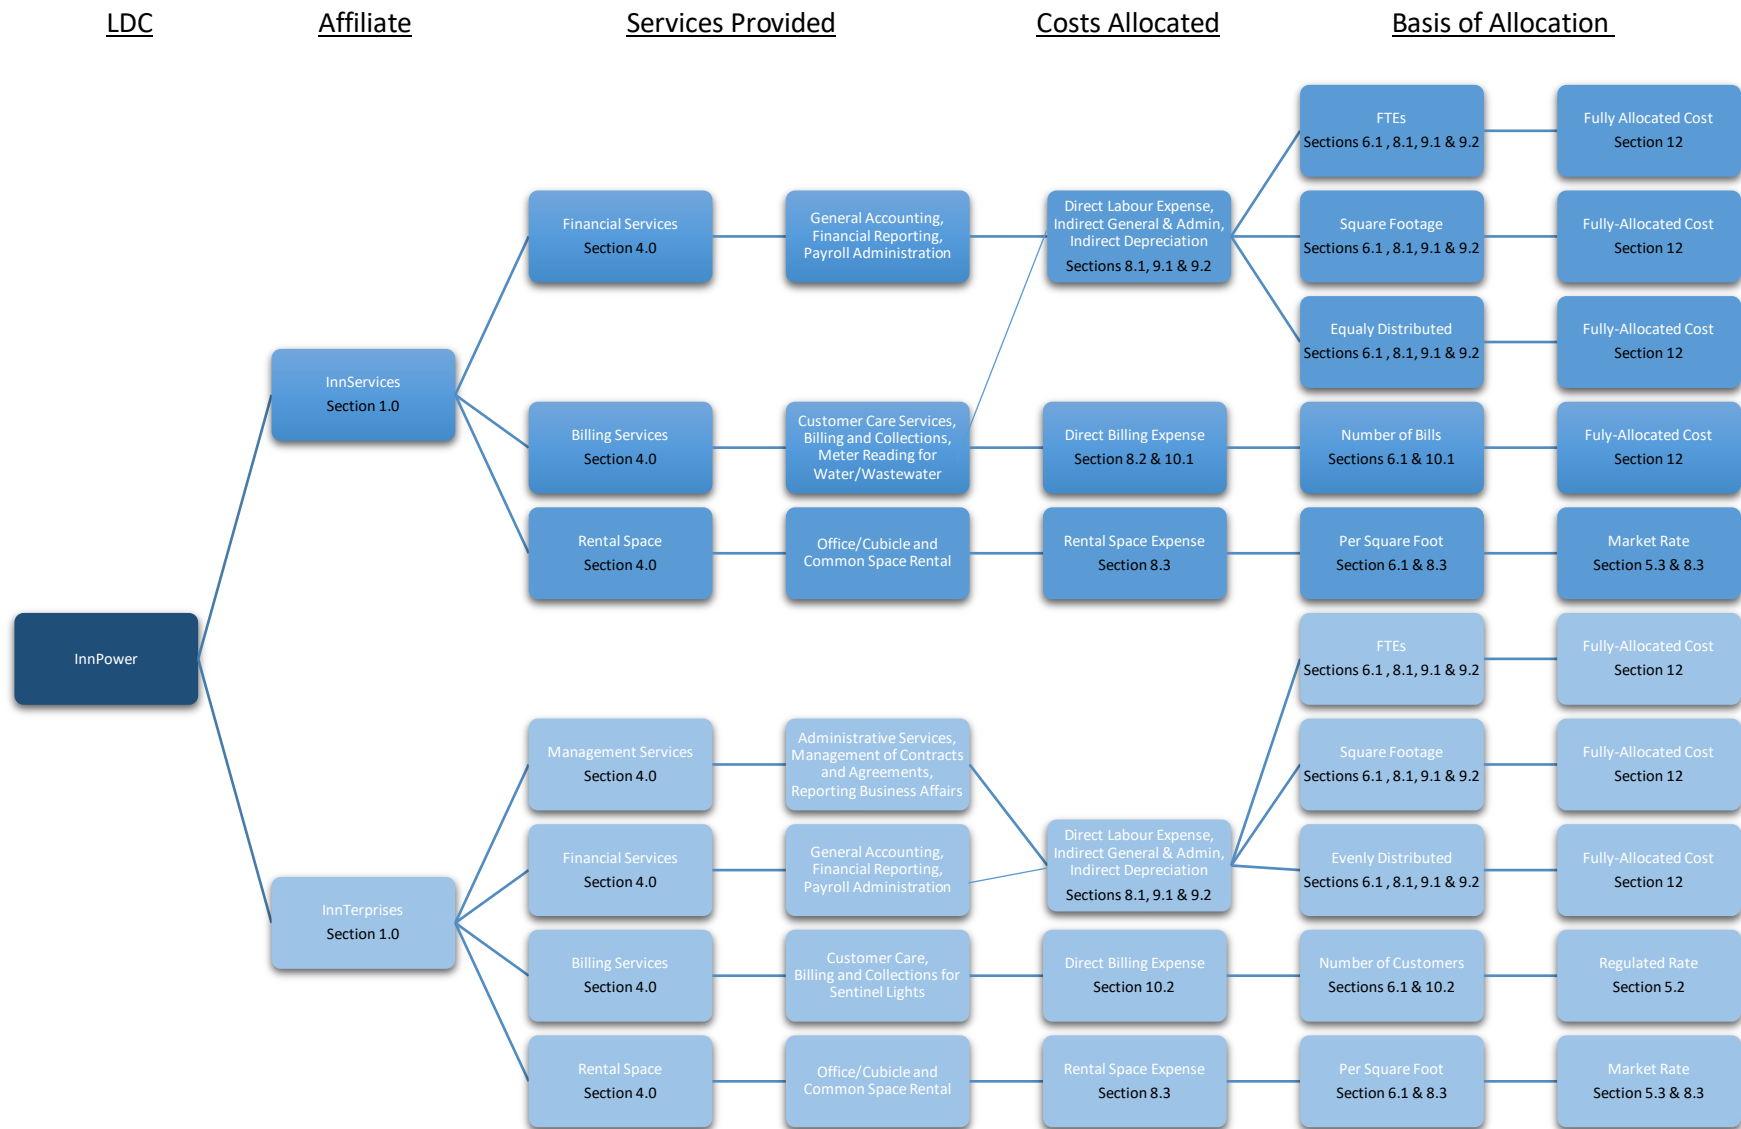 LDC
Affiliate
Services Provided
Costs Allocated
Basis of Allocation
InnPower
InnServices
Section 1.0
Financial Services
Section 4.0
General Accounting,
Financial Reporting,
Payroll Administration
Direct Labour Expense,
Indirect General & Admin,
Indirect Depreciation
Sections 8.1, 9.1 & 9.2
FTEs
Sections 6.1 , 8.1, 9.1 & 9.2
Fully Allocated Cost
Section 12
Square Footage
Sections 6.1 , 8.1, 9.1 & 9.2
Fully-Allocated Cost
Section 12
Equaly Distributed
Sections 6.1 , 8.1, 9.1 & 9.2
Fully-Allocated Cost
Section 12
Billing Services
Section 4.0
Customer Care Services,
Billing and Collections,
Meter Reading for
Water/Wastewater
Direct Billing Expense
Section 8.2 & 10.1
Number of Bills
Sections 6.1 & 10.1
Fuly-Allocated Cost
Section 12
Rental Space
Section 4.0
Office/Cubicle and
Common Space Rental
Rental Space Expense
Section 8.3
Per Square Foot
Section 6.1 & 8.3
Market Rate
Section 5.3 & 8.3
InnTerprises
Section 1.0
Management Services
Section 4.0
Administrative Services,
Management of Contracts
and Agreements,
Reporting Business Affairs
Financial Services
Section 4.0
General Accounting,
Financial Reporting,
Payroll Administration
Direct Labour Expense,
Indirect General & Admin,
Indirect Depreciation
Sections 8.1, 9.1 & 9.2
FTEs
Sections 6.1 , 8.1, 9.1 & 9.2
Fully-Allocated Cost
Section 12
Square Footage
Sections 6.1 , 8.1, 9.1 & 9.2
Fully-Allocated Cost
Section 12
Evenly Distributed
Sections 6.1 , 8.1, 9.1 & 9.2
Fully-Allocated Cost
Section 12
Billing Services
Section 4.0
Customer Care,
Billing and Collections for
Sentinel Lights
Direct Billing Expense
Section 10.2
Number of Customers
Sections 6.1 & 10.2
Regulated Rate
Section 5.2
Rental Space
Section 4.0
Office/Cubicle and
Common Space Rental
Rental Space Expense
Section 8.3
Per Square Foot
Section 6.1 & 8.3
Market Rate
Section 5.3 & 8.3